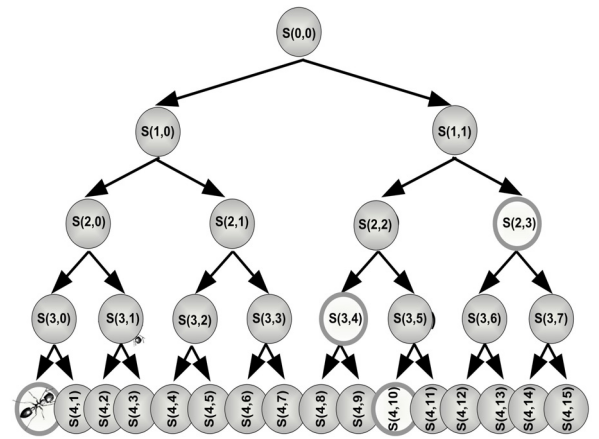 S(0,0)
S(1,0) S(1,1)
S(2,0) S(2,1) S(2,2) S(2,3)
S(3,0) S(3,1) S(3,2) S(3,3) S(3,4) S(3,5) S(3,6) S(3,7)
S(4,1) S(4,2) S(4,3) S(4,4) S(4,5) S(4,6) S(4,7) S(4,8) S(4,9) S(4,10) S(4,11) S(4,12) S(4,13) S(4,14) S(4,15)